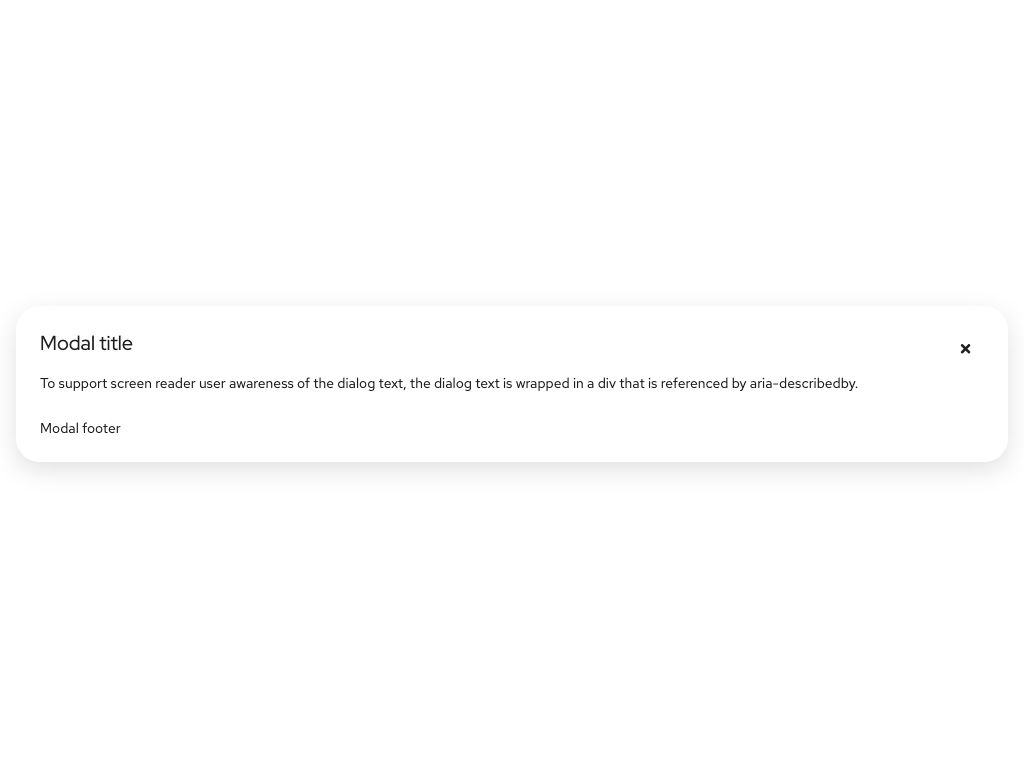 Modal title
To support screen reader user awareness of the dialog text, the dialog text is wrapped in a div that is referenced by aria-describedby.
Modal footer